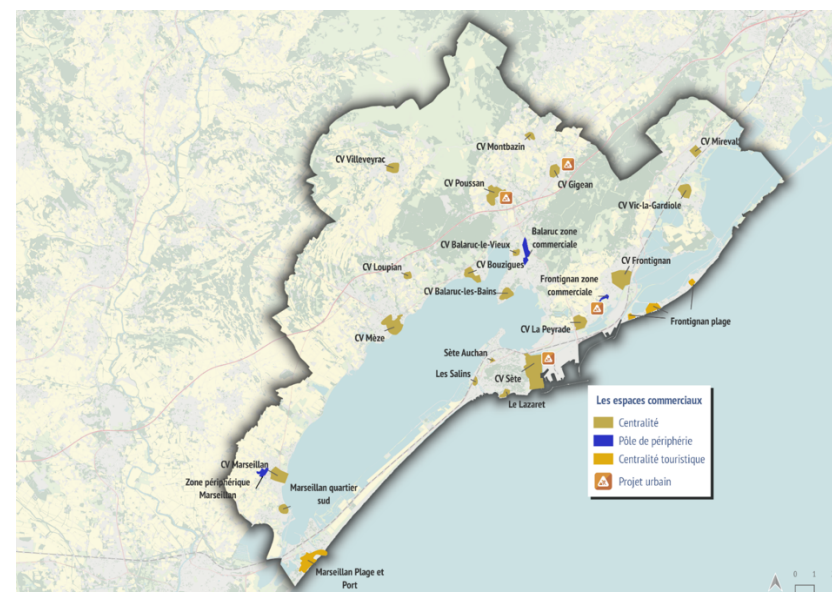 CV Montbazin
CV Mireval
CV Villeveyrac
CV Poussan
CV Gigean
CV Vic-la-Gardiole
Balaruc zone
commerciale
CV Balaruc-le-Vieux
CV Frontignan
CV Loupian
CV Bouzigues
Frontignan zone
commerciale
CV Balaruc-les-Bains
CV La Peyrade
Frontignan plage
CV Mèze
Sète Auchan
Les Salins
CV Sète
Le Lazaret
Les espaces commerciaux
Centralité
Pôle de périphérie
Centralité touristique
Projet urbain
CV Marseillan
Zone périphérique
Marseillan
Marseillan quartier
sud
Marseillan Plage et
Port
0 1